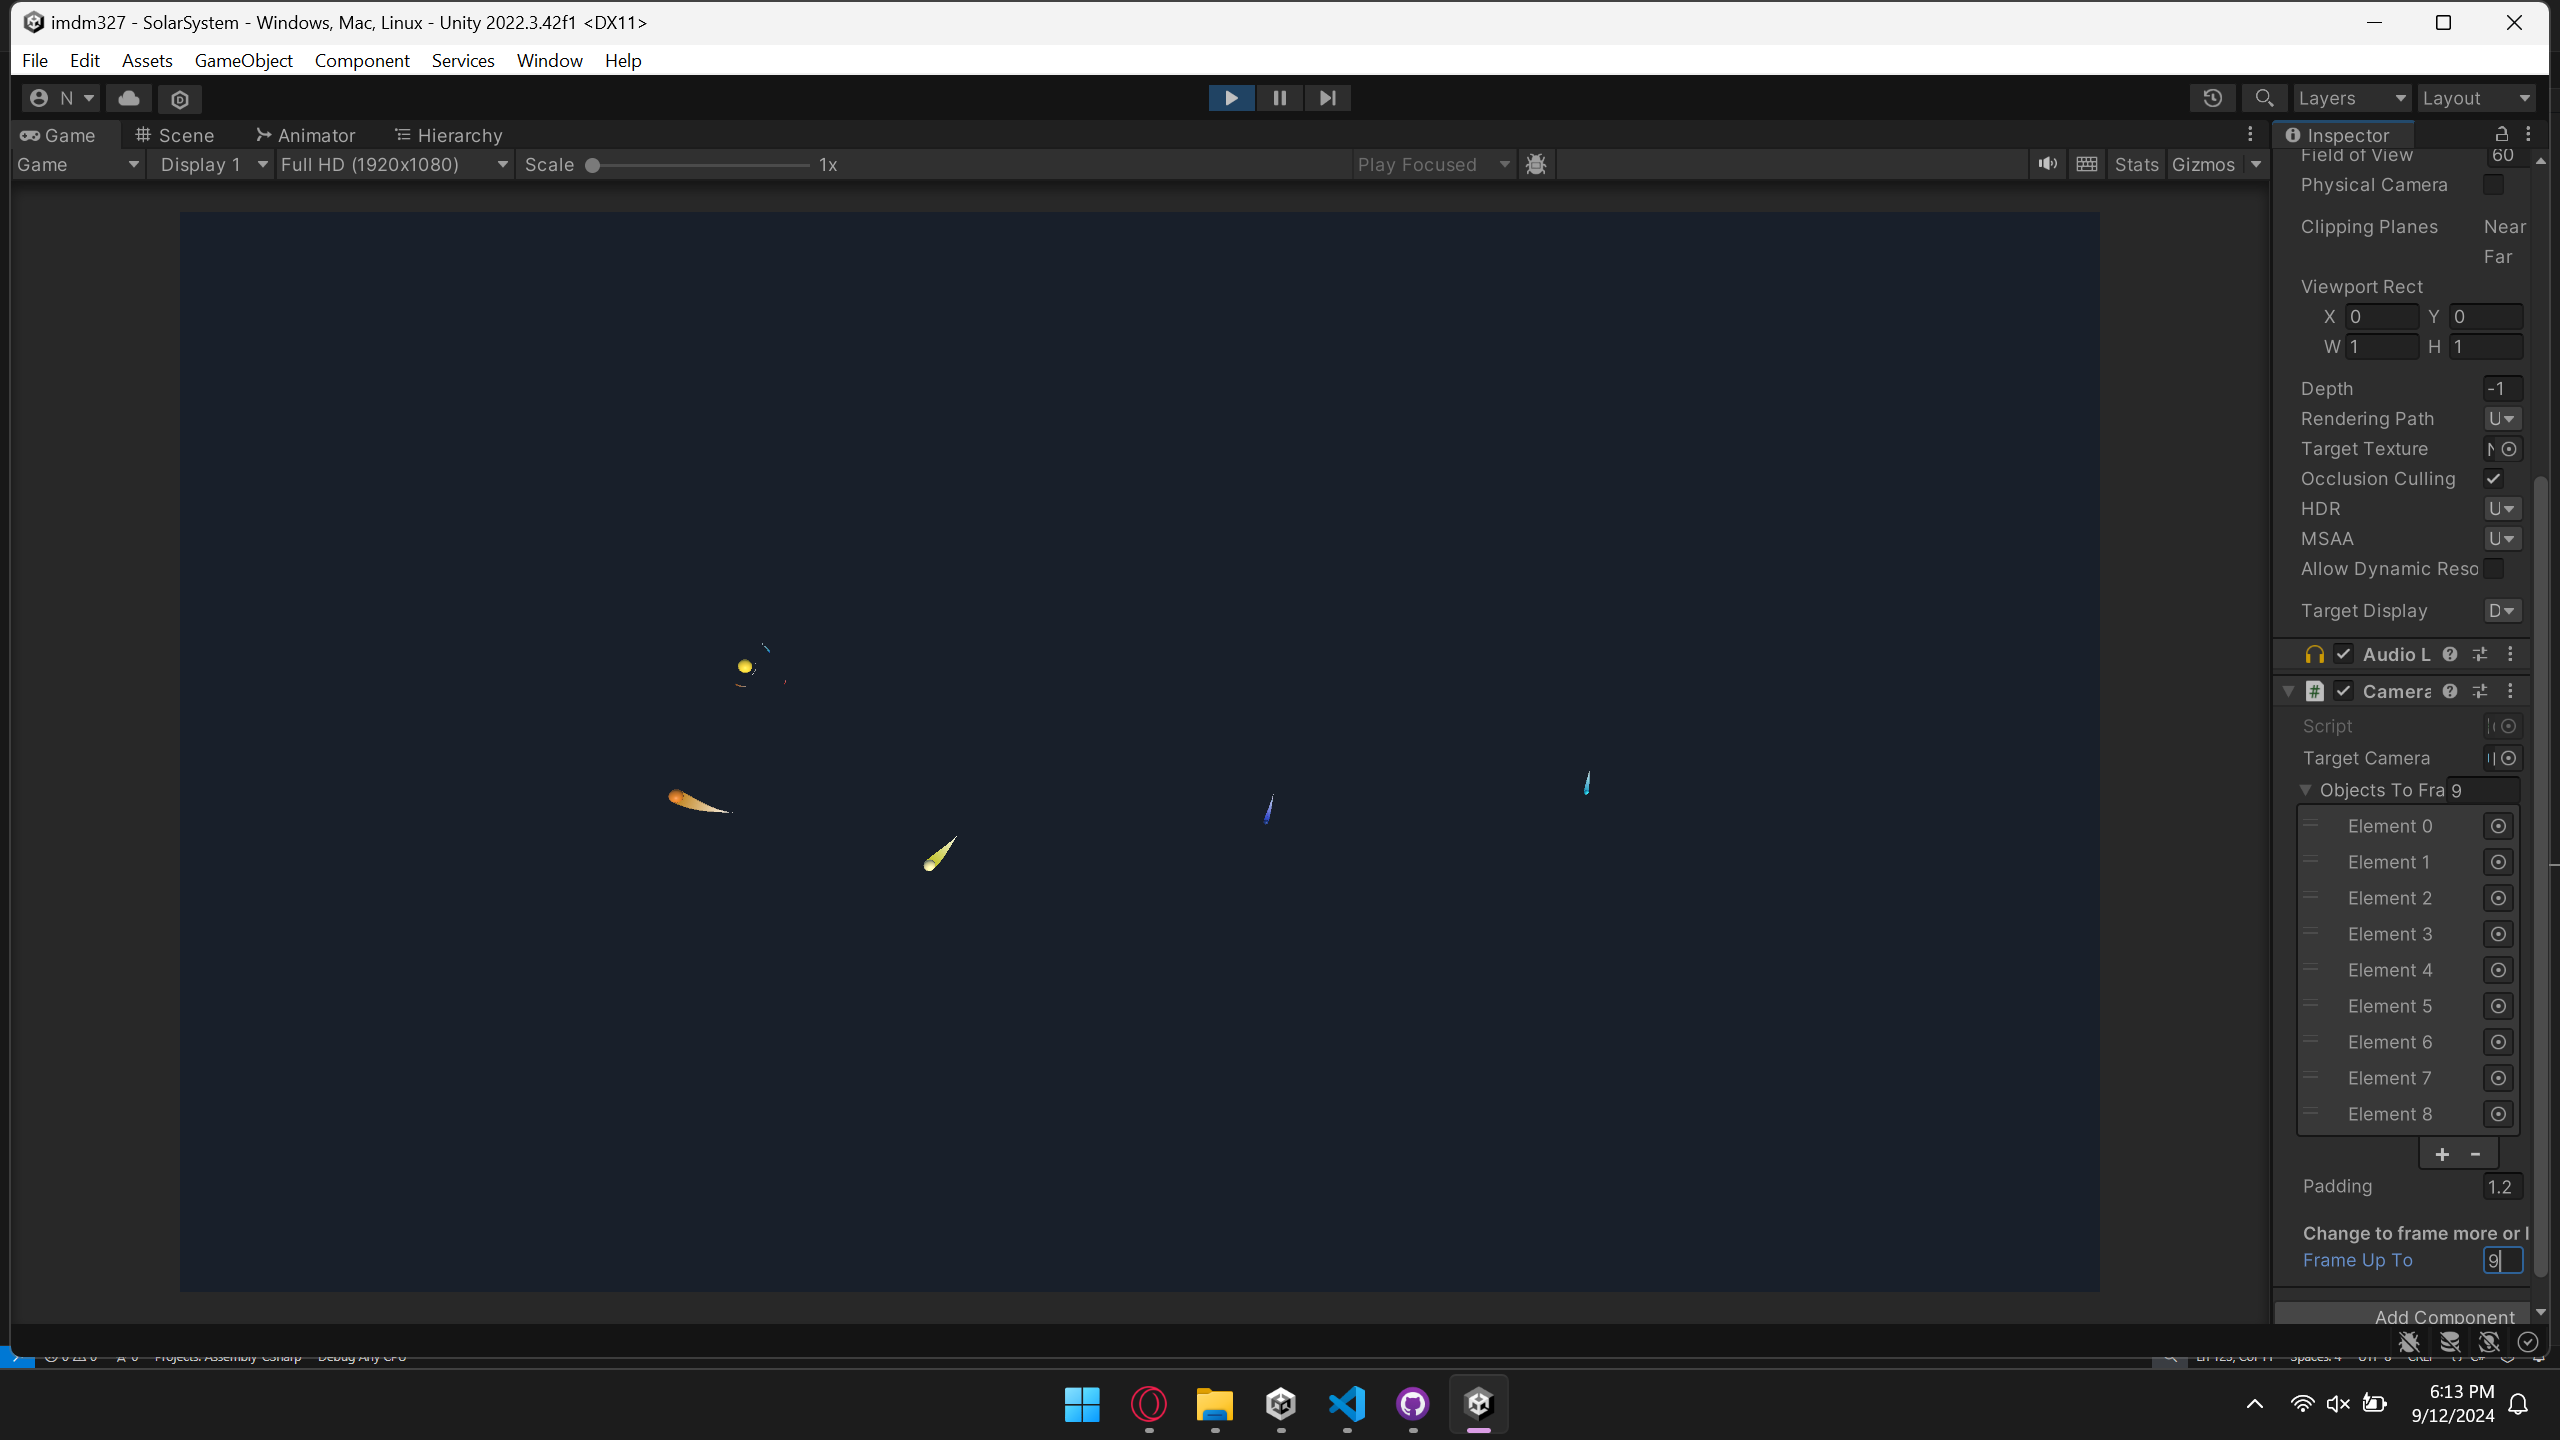 imdm327 - SolarSystem - Windows, Mac, Linux - Unity 2022.3.42f1 <DX11>
File Edit Assets GameObject Component Services Window Help
N Layers Layout
Game Scene Animator Hierarchy Inspector
Game Display 1 Full HD (1920x1080) Scale 1x Play Focused Stats Gizmos
Field of View 60
Physical Camera
Clipping Planes Near
Far
Viewport Rect
X 0 Y 0
W 1 H 1
Depth -1
Rendering Path U
Target Texture N
Occlusion Culling
HDR U
MSAA U
Allow Dynamic Reso
Target Display D
Audio L
Camera
Script
Target Camera
Objects To Fra 9
Element 0
Element 1
Element 2
Element 3
Element 4
Element 5
Element 6
Element 7
Element 8
+ -
Padding 1.2
Change to frame more or l
Frame Up To 9
Add Component
Projects: Assembly-CSharp Debug Any CPU
6:13 PM
9/12/2024